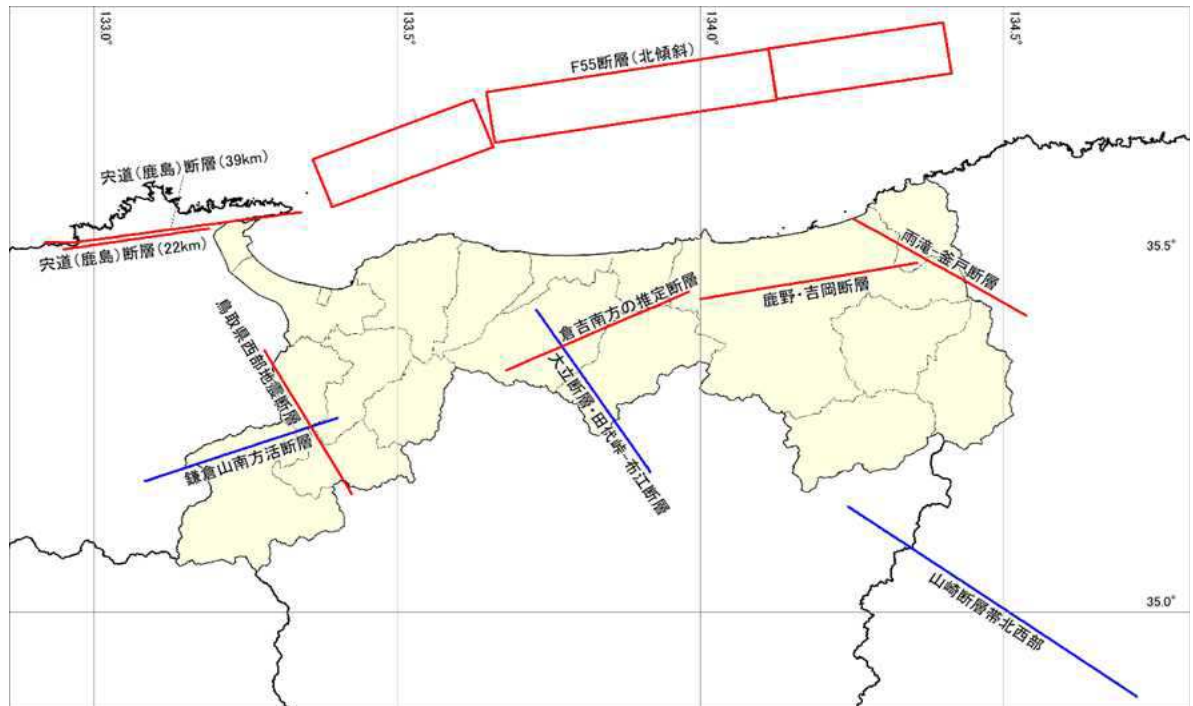 133.0°
133.5°
134.0°
134.5°
F55断層（北傾斜）
宍道（鹿島）断層（39km）
宍道（鹿島）断層（22km）
35.5°
雨滝－釜戸断層
鹿野・吉岡断層
倉吉南方の推定断層
大立断層・田代峠－布江断層
鳥取県西部地震断層
鎌倉山南方活断層
山崎断層帯北西部
35.0°